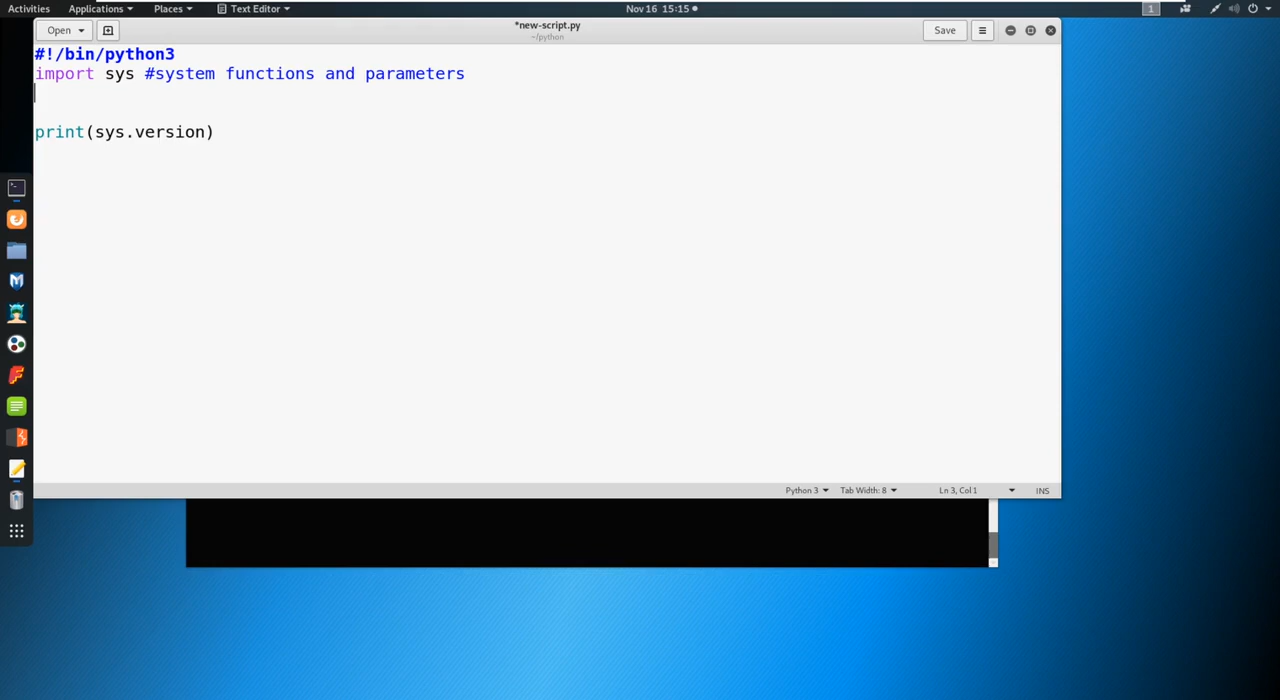 Activities Applications Places Text Editor Nov 16 15:15 1
Open *new-script.py Save
~/python
#!/bin/python3
import sys #system functions and parameters
print(sys.version)
Python 3 Tab Width: 8 Ln 3, Col 1 INS